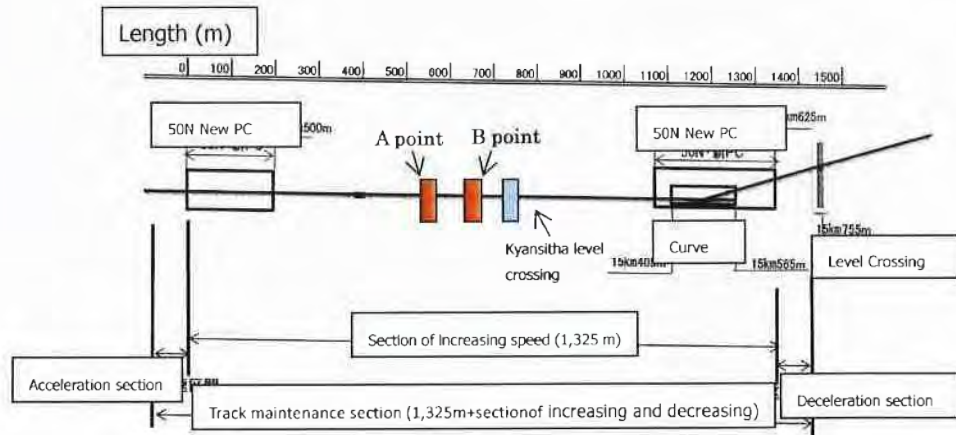 Length (m)
0 100 200 300 400 500 600 700 800 900 1000 1100 1200 1300 1400 1500
50N New PC
500m
A point
B point
50N New PC
km625m
Kyansitha level
crossing
Curve
15km405m
15km565m
15km755m
Level Crossing
Section of increasing speed (1,325 m)
Acceleration section
Track maintenance section (1,325m+sectionof increasing and decreasing)
Deceleration section